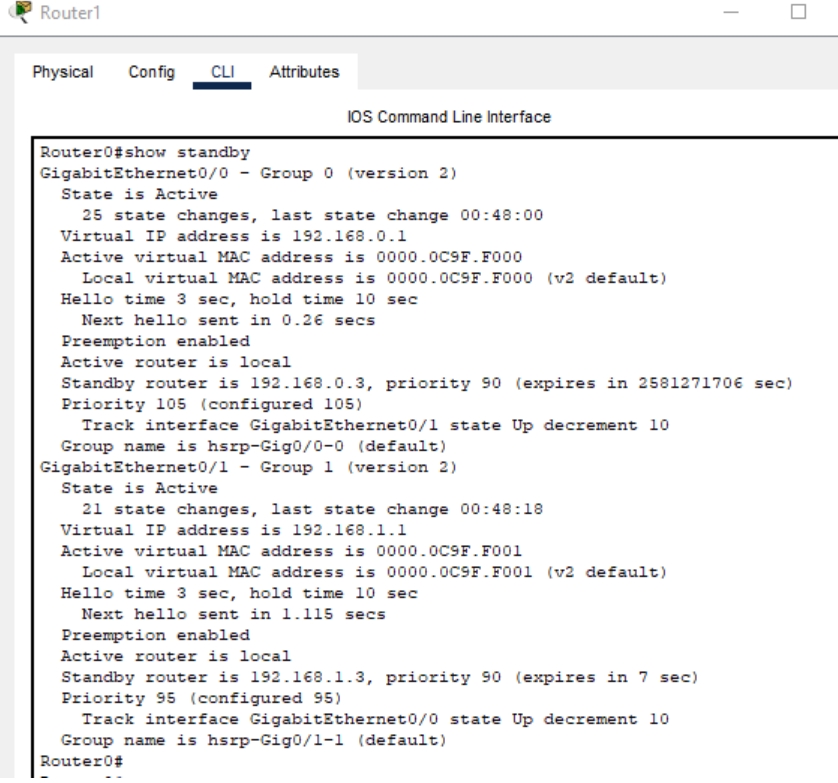 Router1
Physical Config CLI Attributes
IOS Command Line Interface
Router0#show standby
GigabitEthernet0/0 - Group 0 (version 2)
State is Active
25 state changes, last state change 00:48:00
Virtual IP address is 192.168.0.1
Active virtual MAC address is 0000.0C9F.F000
Local virtual MAC address is 0000.0C9F.F000 (v2 default)
Hello time 3 sec, hold time 10 sec
Next hello sent in 0.26 secs
Preemption enabled
Active router is local
Standby router is 192.168.0.3, priority 90 (expires in 2581271706 sec)
Priority 105 (configured 105)
Track interface GigabitEthernet0/1 state Up decrement 10
Group name is hsrp-Gig0/0-0 (default)
GigabitEthernet0/1 - Group 1 (version 2)
State is Active
21 state changes, last state change 00:48:18
Virtual IP address is 192.168.1.1
Active virtual MAC address is 0000.0C9F.F001
Local virtual MAC address is 0000.0C9F.F001 (v2 default)
Hello time 3 sec, hold time 10 sec
Next hello sent in 1.115 secs
Preemption enabled
Active router is local
Standby router is 192.168.1.3, priority 90 (expires in 7 sec)
Priority 95 (configured 95)
Track interface GigabitEthernet0/0 state Up decrement 10
Group name is hsrp-Gig0/1-1 (default)
Router0#